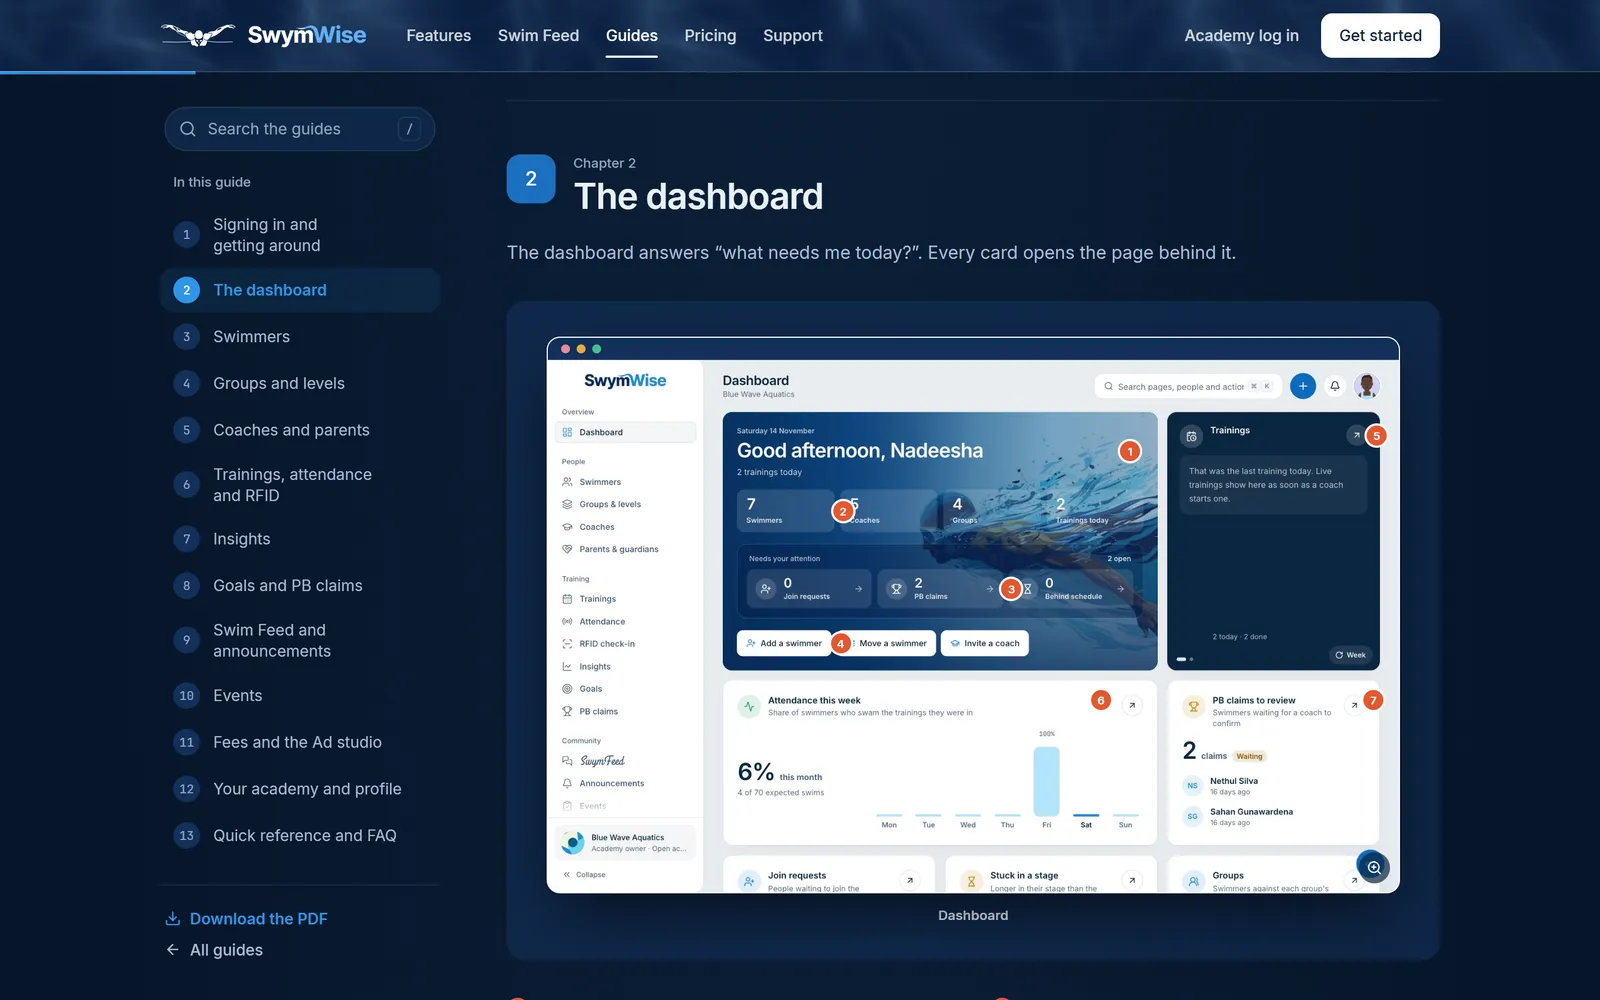 SwymWise
Features
Swim Feed
Guides
Pricing
Support
Academy log in
Get started
Search the guides
/
In this guide
1
Signing in and
getting around
2
The dashboard
3
Swimmers
4
Groups and levels
5
Coaches and parents
6
Trainings, attendance
and RFID
7
Insights
8
Goals and PB claims
9
Swim Feed and
announcements
10
Events
11
Fees and the Ad studio
12
Your academy and profile
13
Quick reference and FAQ
Download the PDF
All guides
2
Chapter 2
The dashboard
The dashboard answers “what needs me today?”. Every card opens the page behind it.
SwymWise
Overview
Dashboard
People
Swimmers
Groups & levels
Coaches
Parents & guardians
Training
Trainings
Attendance
RFID check-in
Insights
Goals
PB claims
Community
SwymFeed
Announcements
Events
Blue Wave Aquatics
Academy owner · Open ac...
Collapse
Dashboard
Blue Wave Aquatics
Search pages, people and action
⌘ K
Saturday 14 November
Good afternoon, Nadeesha
2 trainings today
1
7
Swimmers
2
5
Coaches
4
Groups
2
Trainings today
Needs your attention
2 open
0
Join requests
2
PB claims
3
0
Behind schedule
Add a swimmer
4
Move a swimmer
Invite a coach
Trainings
5
That was the last training today. Live
trainings show here as soon as a coach
starts one.
2 today · 2 done
Week
Attendance this week
Share of swimmers who swam the trainings they were in
6
6% this month
4 of 70 expected swims
100%
Mon
Tue
Wed
Thu
Fri
Sat
Sun
PB claims to review
Swimmers waiting for a coach to
confirm
7
2 claims
Waiting
NS
Nethul Silva
16 days ago
SG
Sahan Gunawardena
16 days ago
Join requests
People waiting to join the
Stuck in a stage
Longer in their stage than the
Groups
Swimmers against each group's
Dashboard